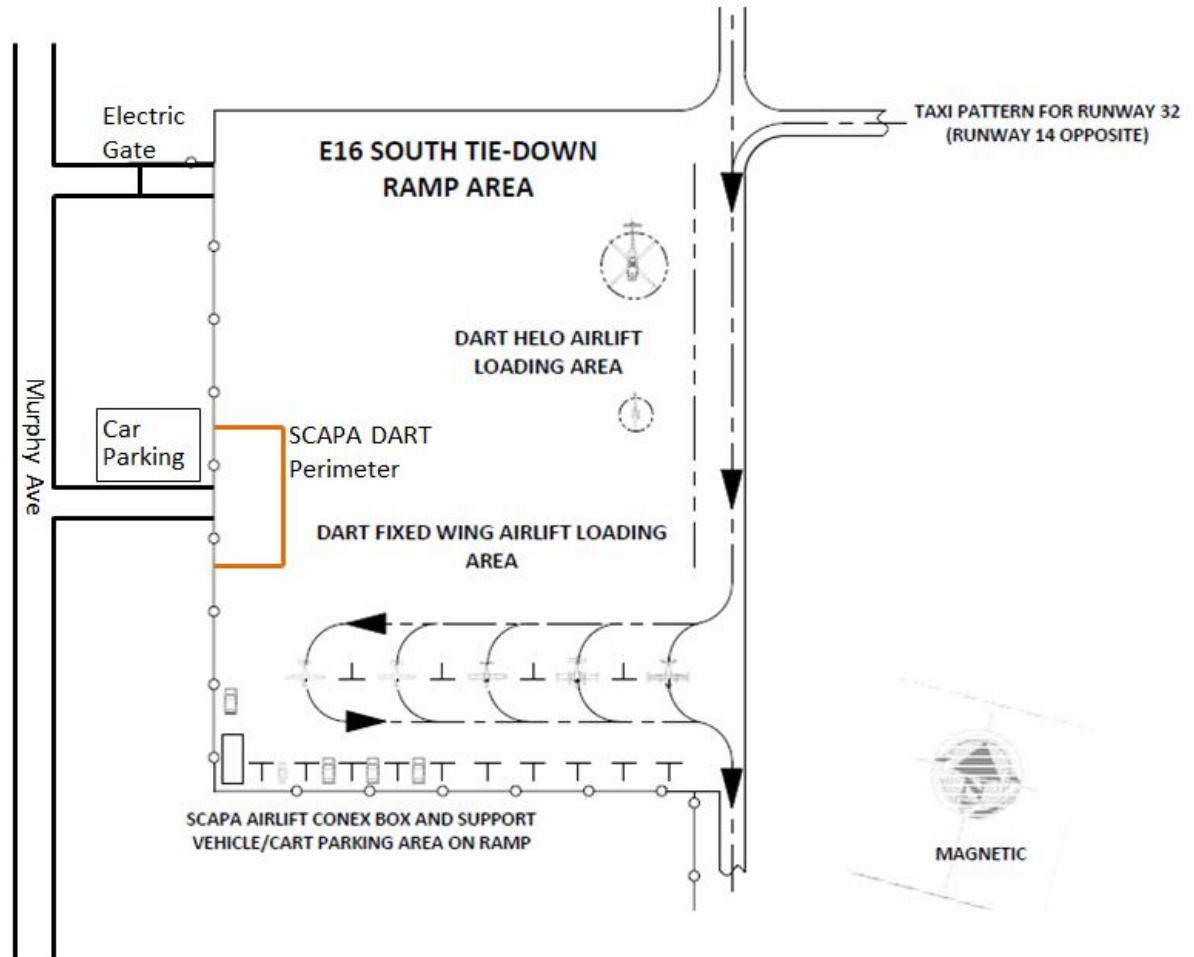 Electric
Gate
E16 SOUTH TIE-DOWN
RAMP AREA
TAXI PATTERN FOR RUNWAY 32
(RUNWAY 14 OPPOSITE)
DART HELO AIRLIFT
LOADING AREA
Murphy Ave
Car
Parking
SCAPA DART
Perimeter
DART FIXED WING AIRLIFT LOADING
AREA
SCAPA AIRLIFT CONEX BOX AND SUPPORT
VEHICLE/CART PARKING AREA ON RAMP
N
MAGNETIC